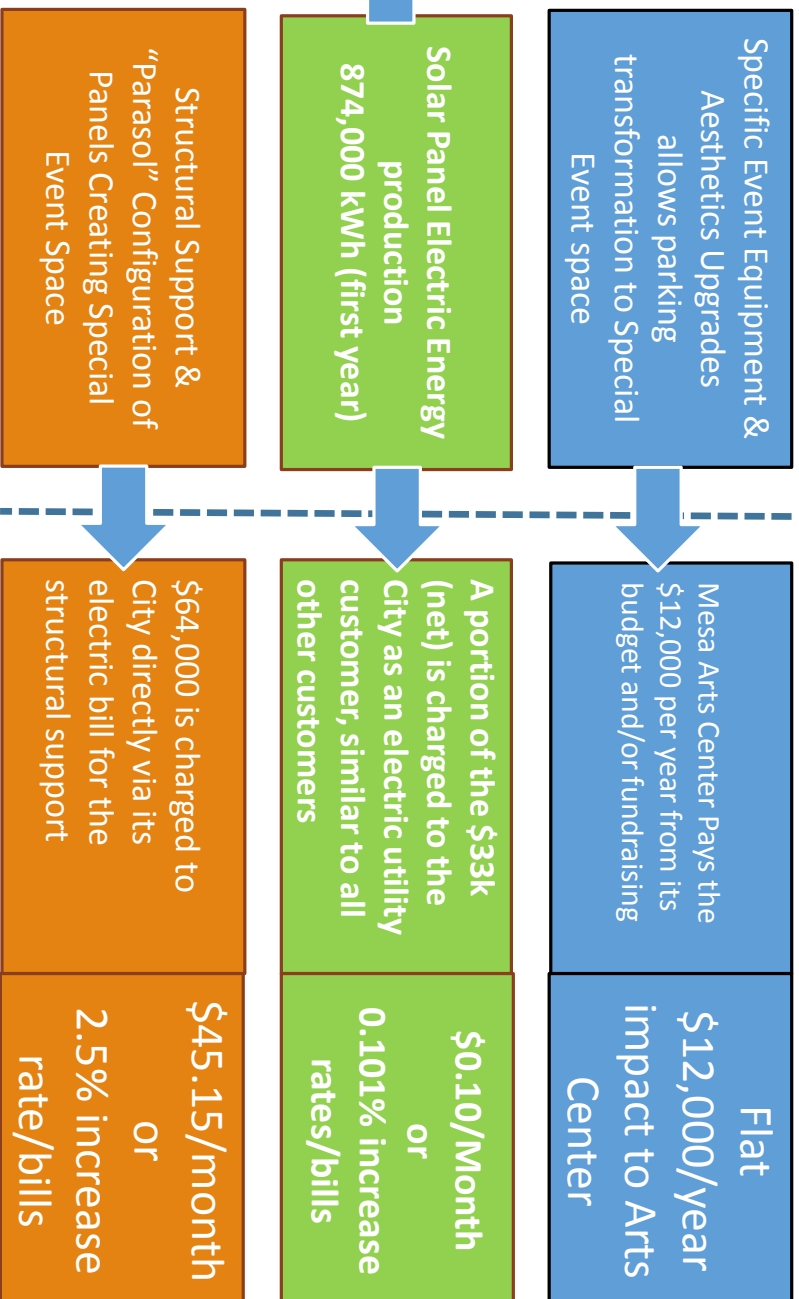 Specific Event Equipment &
Aesthetics Upgrades
allows parking
transformation to Special
Event space
Mesa Arts Center Pays the
$12,000 per year from its
budget and/or fundraising
Flat
$12,000/year
impact to Arts
Center
Solar Panel Electric Energy
production
874,000 kWh (first year)
A portion of the $33k
(net) is charged to the
City as an electric utility
customer, similar to all
other customers
$0.10/Month
or
0.101% increase
rates/bills
Structural Support &
"Parasol" Configuration of
Panels Creating Special
Event Space
$64,000 is charged to
City directly via its
electric bill for the
structural support
$45.15/month
or
2.5% increase
rate/bills